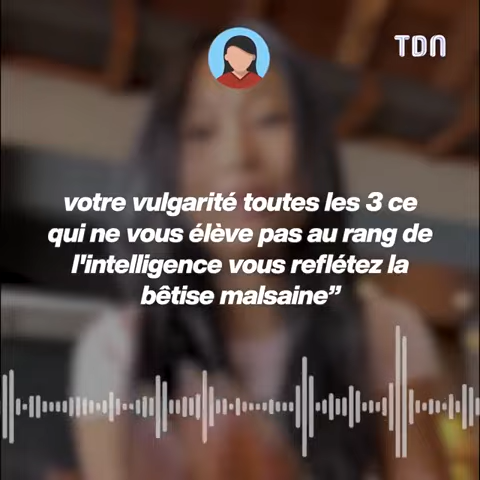 TDN
votre vulgarité toutes les 3 ce
qui ne vous élève pas au rang de
l'intelligence vous reflétez la
bêtise malsaine”